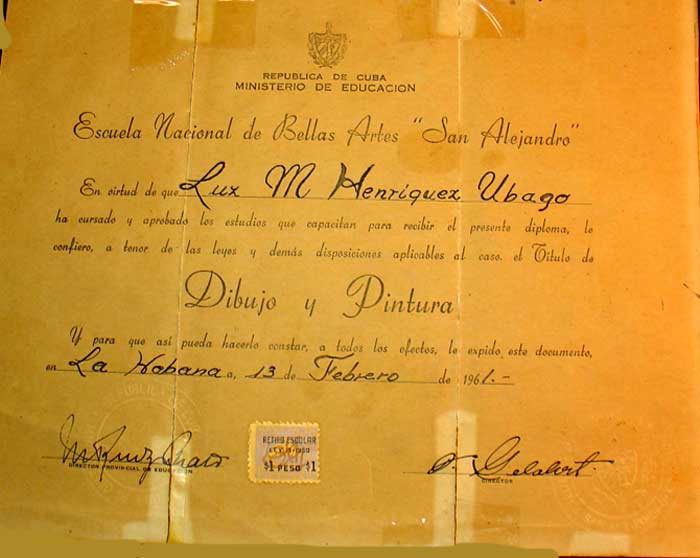 REPUBLICA DE CUBA
MINISTERIO DE EDUCACION
Escuela Nacional de Bellas Artes "San Alejandro"
En virtud de que Luz M Henríquez Ubago
ha cursado y aprobado los estudios que capacitan para recibir el presente diploma, le
confiero, a tenor de las leyes y demás disposiciones aplicables al caso, el Título de
Dibujo y Pintura
Y para que así pueda hacerlo constar, a todos los efectos, le expido este documento,
en La Habana a, 13 de Febrero de 1961.-
RETIRO ESCOLAR
$1 PESO $1
DIRECTOR PROVINCIAL DE EDUCACION
DIRECTOR